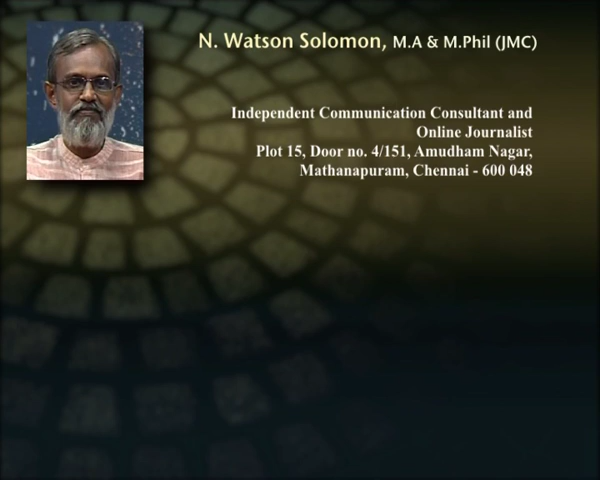 N. Watson Solomon, M.A & M.Phil (JMC)
Independent Communication Consultant and
Online Journalist
Plot 15, Door no. 4/151, Amudham Nagar,
Mathanapuram, Chennai - 600 048